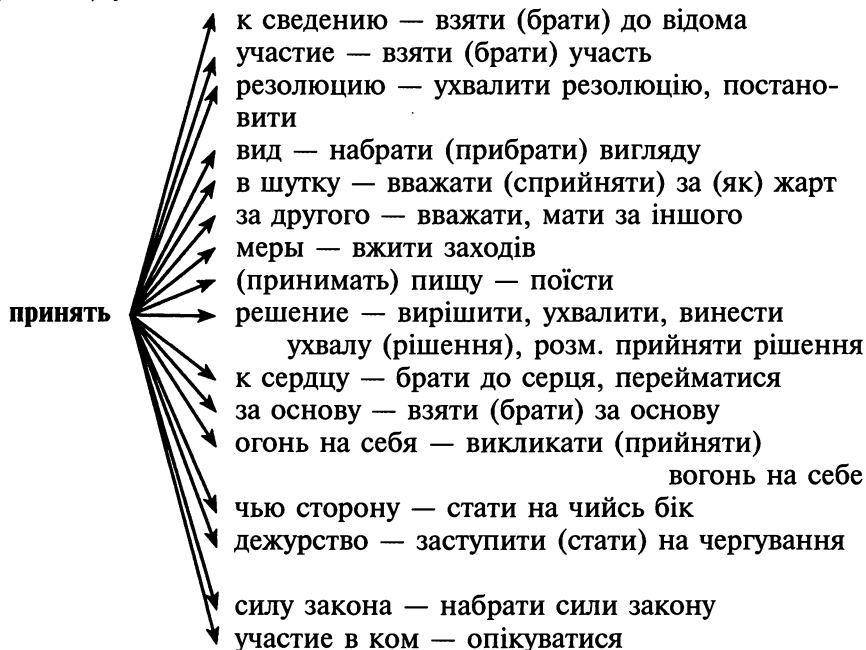 к сведению — взяти (брати) до відома
участие — взяти (брати) участь
резолюцию — ухвалити резолюцію, постано-
вити
вид — набрати (прибрати) вигляду
в шутку — вважати (сприйняти) за (як) жарт
за другого — вважати, мати за іншого
меры — вжити заходів
(принимать) пищу — поїсти
принять решение — вирішити, ухвалити, винести
ухвалу (рішення), розм. прийняти рішення
к сердцу — брати до серця, перейматися
за основу — взяти (брати) за основу
огонь на себя — викликати (прийняти)
вогонь на себе
чью сторону — стати на чийсь бік
дежурство — заступити (стати) на чергування
силу закона — набрати сили закону
участие в ком — опікуватися